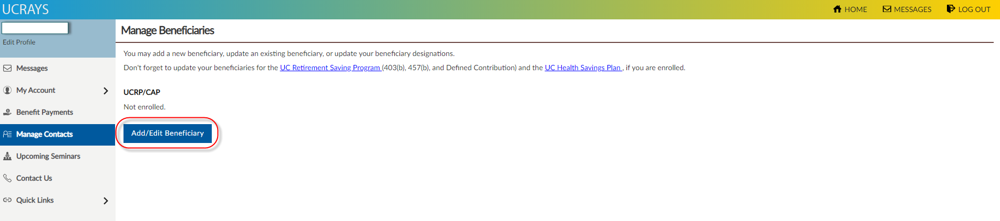 UCRAYS
HOME
MESSAGES
LOG OUT
Edit Profile
Messages
My Account
Benefit Payments
Manage Contacts
Upcoming Seminars
Contact Us
Quick Links
Manage Beneficiaries
You may add a new beneficiary, update an existing beneficiary, or update your beneficiary designations.
Don't forget to update your beneficiaries for the UC Retirement Saving Program (403(b), 457(b), and Defined Contribution) and the UC Health Savings Plan , if you are enrolled.
UCRP/CAP
Not enrolled.
Add/Edit Beneficiary